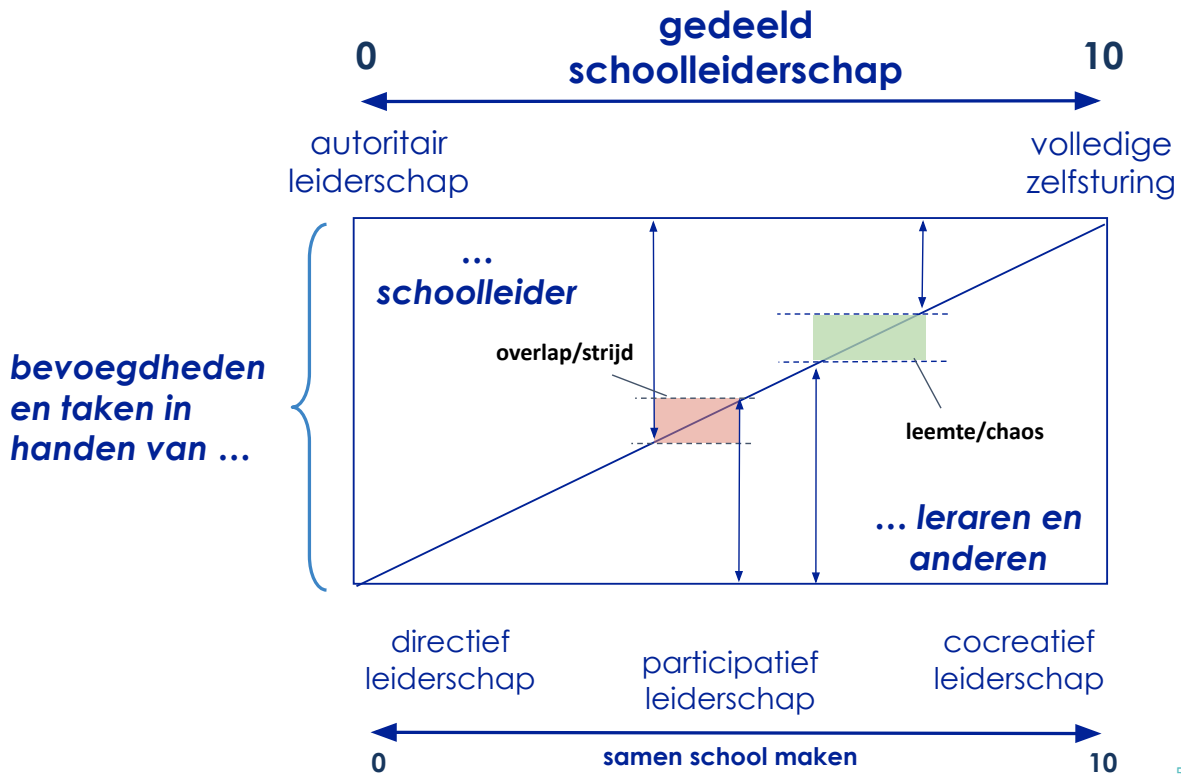 gedeeld
schoolleiderschap
0
10
autoritair
leiderschap
volledige
zelfsturing
…
schoolleider
overlap/strijd
bevoegdheden
en taken in
handen van …
leemte/chaos
… leraren en
anderen
directief
leiderschap
participatief
leiderschap
cocreatief
leiderschap
0
samen school maken
10